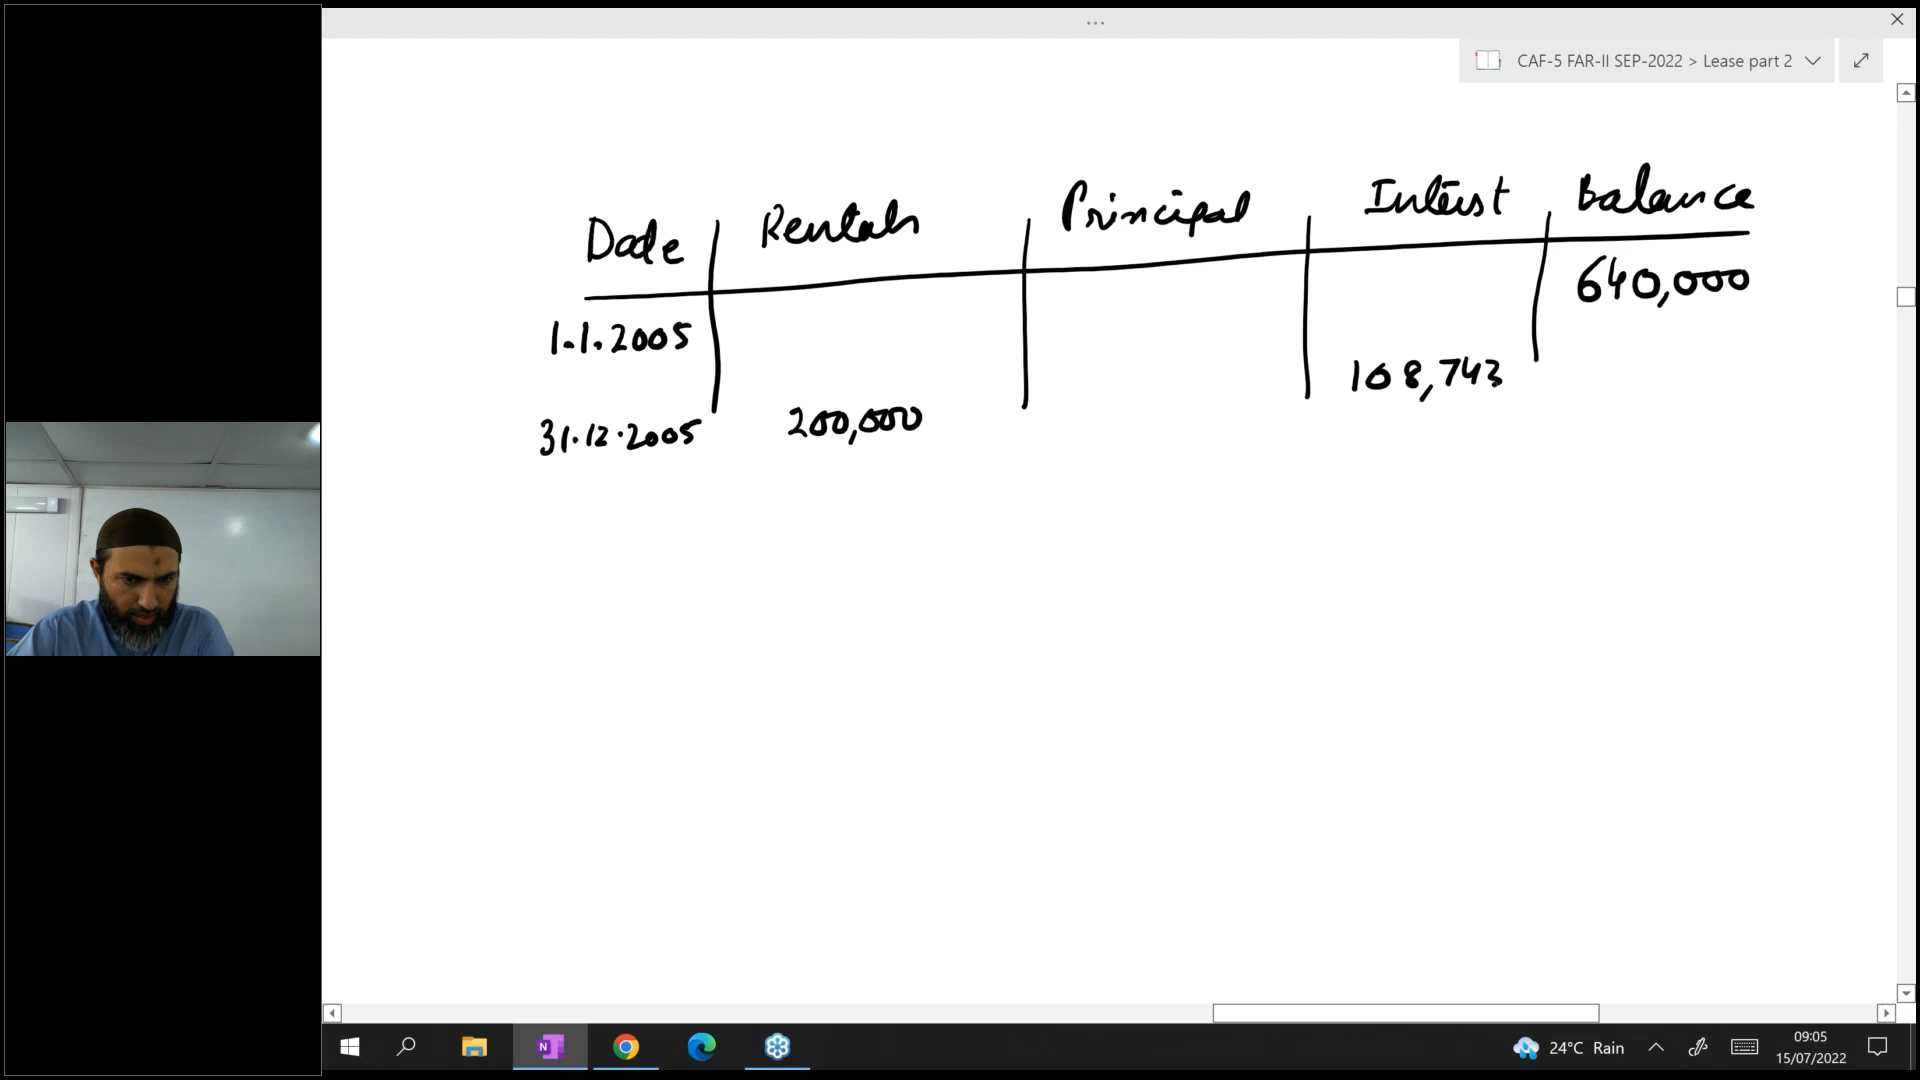 CAF-5 FAR-II SEP-2022 > Lease part 2
Date Rentals Principal Interest Balance
640,000
1.1.2005
108,743
31.12.2005 200,000
24°C Rain
09:05
15/07/2022